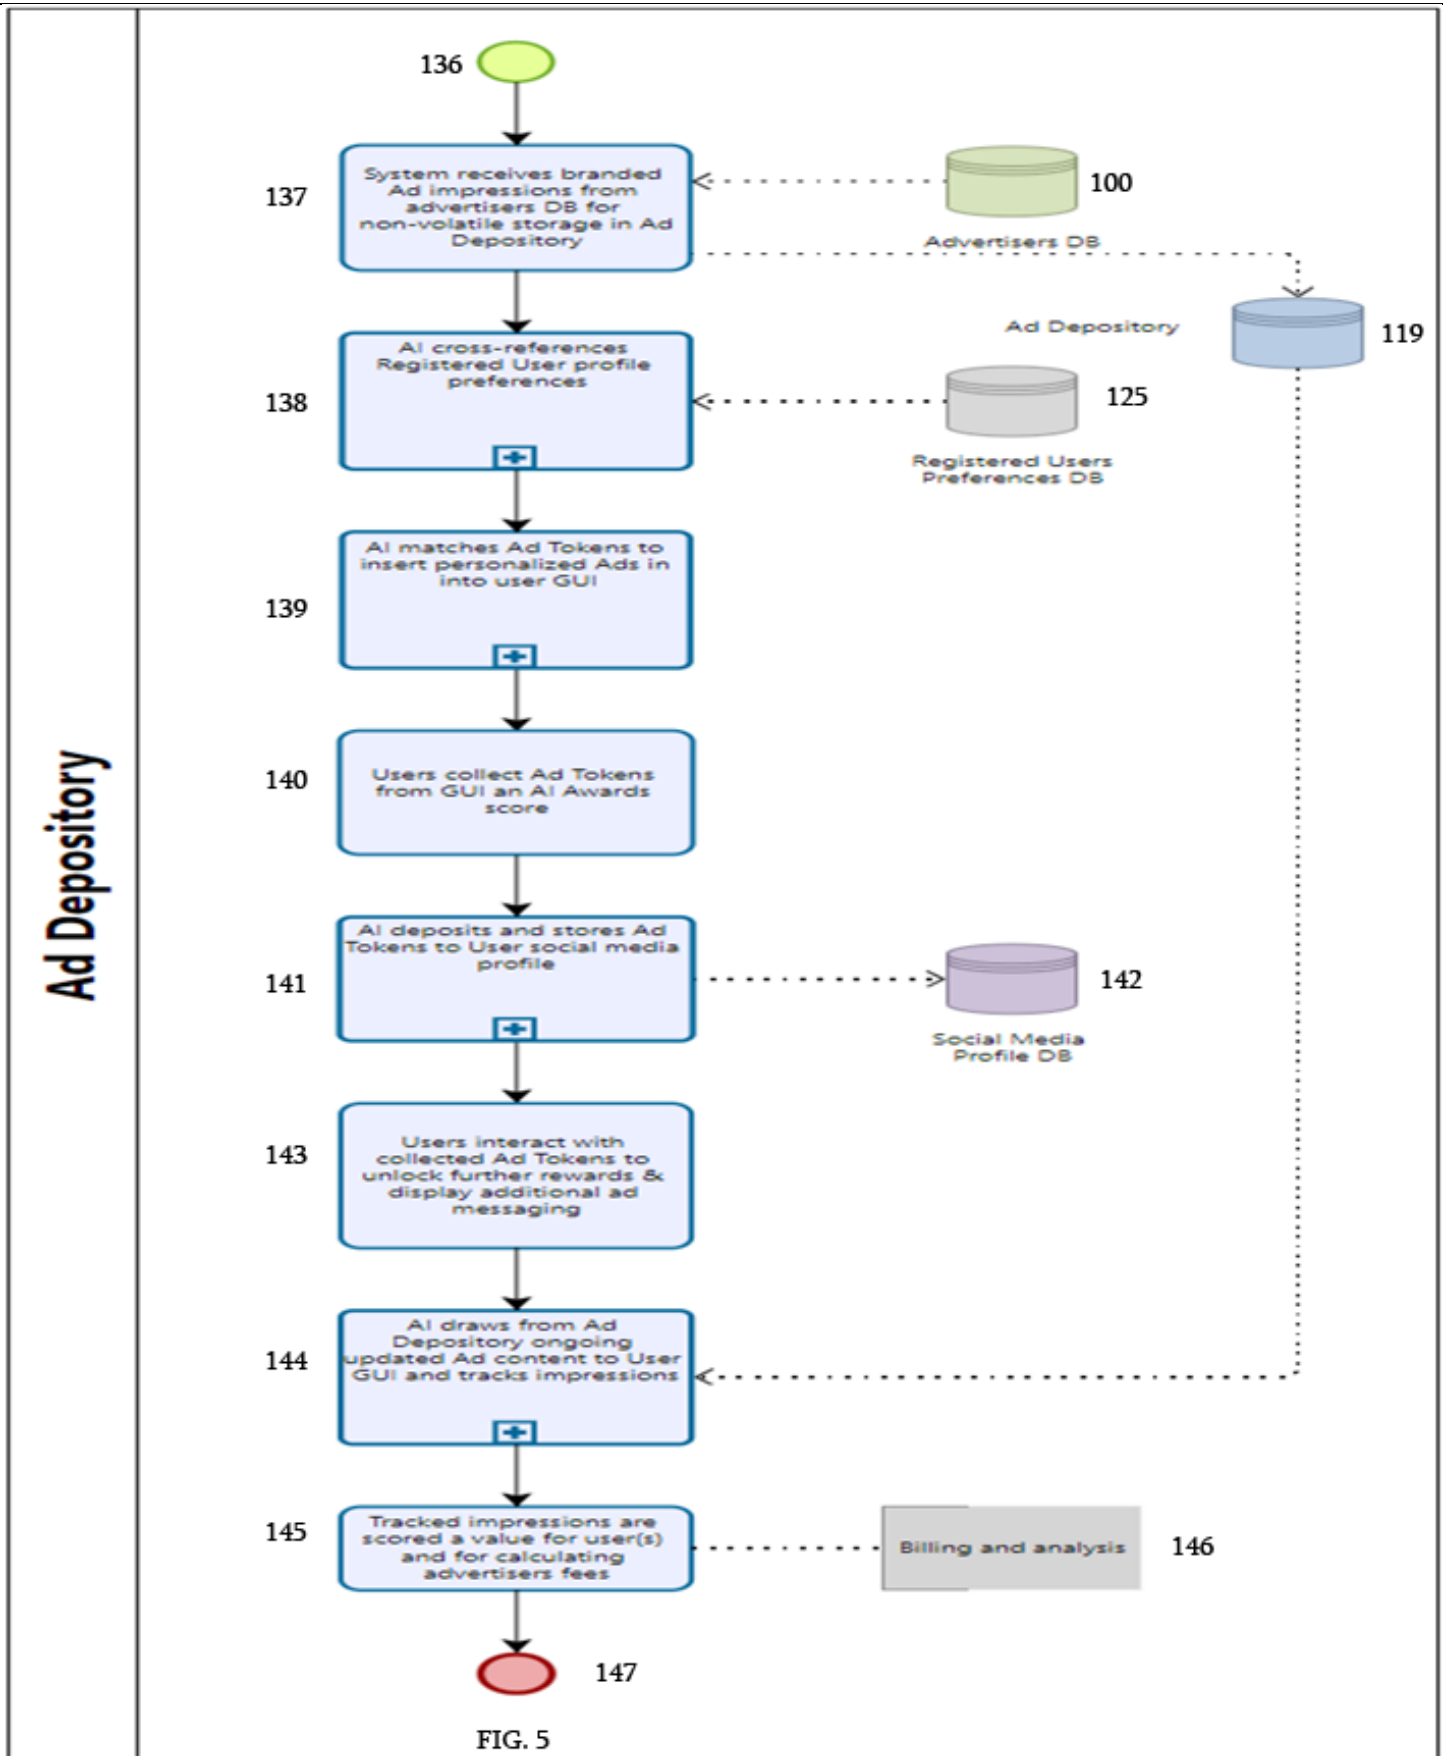 Ad Depository
136
137
System receives branded
Ad impressions from
advertisers DB for
non-volatile storage in Ad
Depository
100
Advertisers DB
Ad Depository
119
138
AI cross-references
Registered User profile
preferences
125
Registered Users
Preferences DB
139
AI matches Ad Tokens to
insert personalized Ads in
into user GUI
140
Users collect Ad Tokens
from GUI an AI Awards
score
141
AI deposits and stores Ad
Tokens to User social media
profile
142
Social Media
Profile DB
143
Users interact with
collected Ad Tokens to
unlock further rewards &
display additional ad
messaging
144
AI draws from Ad
Depository ongoing
updated Ad content to User
GUI and tracks impressions
145
Tracked impressions are
scored a value for user(s)
and for calculating
advertisers fees
Billing and analysis
146
147
FIG. 5